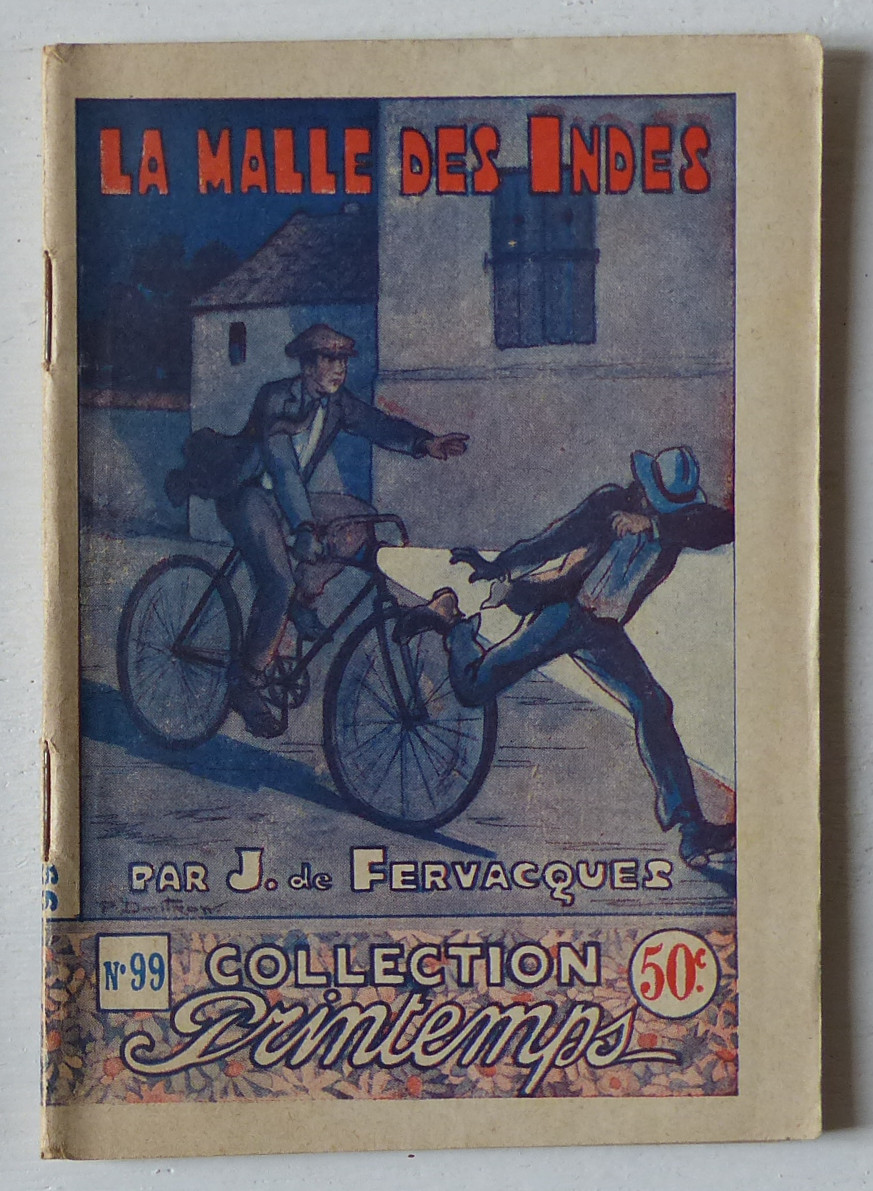 LA MALLE DES INDES
PAR J. de FERVACQUES
N° 99
COLLECTION
Printemps
50c.